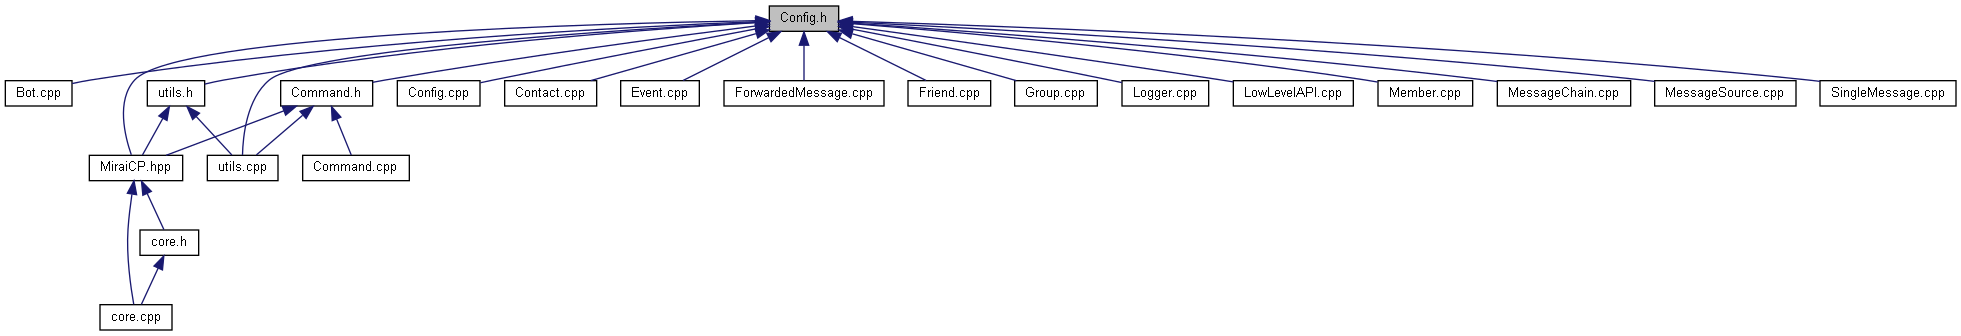 Config.h
Bot.cpp
utils.h
Command.h
Config.cpp
Contact.cpp
Event.cpp
ForwardedMessage.cpp
Friend.cpp
Group.cpp
Logger.cpp
LowLevelAPI.cpp
Member.cpp
MessageChain.cpp
MessageSource.cpp
SingleMessage.cpp
MiraiCP.hpp
utils.cpp
Command.cpp
core.h
core.cpp